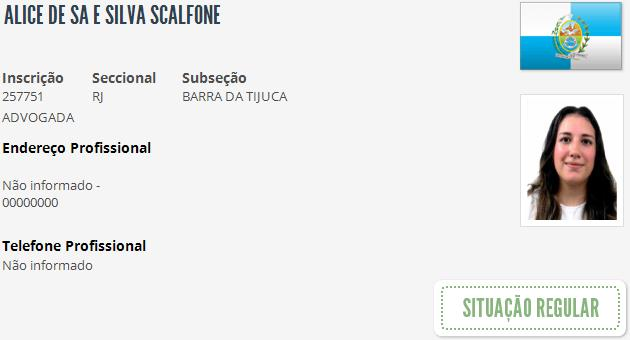 ALICE DE SA E SILVA SCALFONE
Inscrição Seccional Subseção
257751 RJ BARRA DA TIJUCA
ADVOGADA
Endereço Profissional
Não informado -
00000000
Telefone Profissional
Não informado
SITUAÇÃO REGULAR